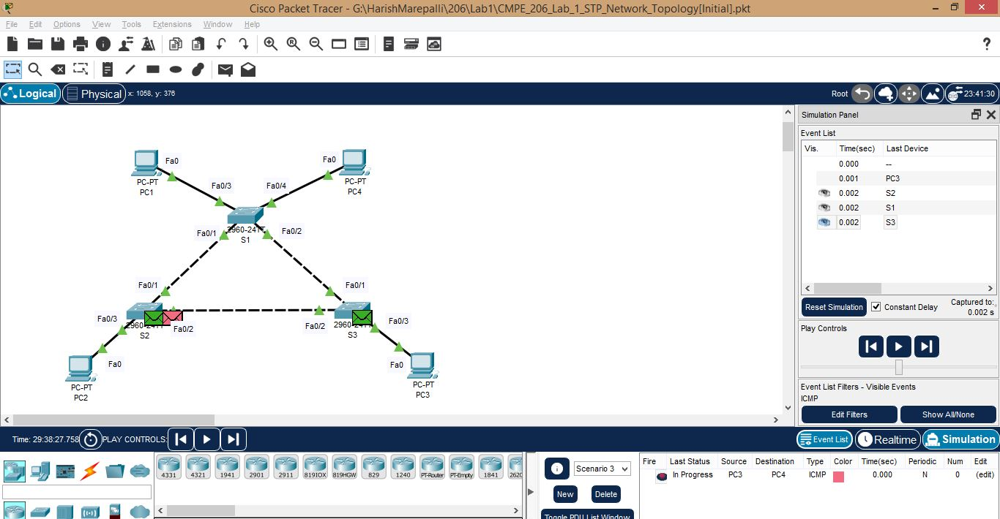 Cisco Packet Tracer - G:\HarishMarepalli\206\Lab1\CMPE_206_Lab_1_STP_Network_Topology[Initial].pkt
File Edit Options View Tools Extensions Window Help
Logical Physical x: 1058, y: 376 Root 23:41:30
Simulation Panel
Event List
Vis. Time(sec) Last Device
0.000 --
0.001 PC3
0.002 S2
0.002 S1
0.002 S3
Reset Simulation Constant Delay Captured to:
0.002 s
Play Controls
Event List Filters - Visible Events
ICMP
Edit Filters Show All/None
Fa0 Fa0
PC-PT PC-PT
PC1 PC4
Fa0/3 Fa0/4
2960-24TT
S1
Fa0/1 Fa0/2
Fa0/1 Fa0/1
Fa0/3 Fa0/2 Fa0/2 Fa0/3
S2 S3
Fa0 Fa0
PC-PT PC-PT
PC2 PC3
Time: 29:38:27.758 PLAY CONTROLS: Event List Realtime Simulation
4331 4321 1941 2901 2911 819IOX 819HGW 829 1240 PT-Router PT-Empty 1841 2620
Scenario 3
New Delete
Toggle PDU List Window
Fire Last Status Source Destination Type Color Time(sec) Periodic Num Edit
In Progress PC3 PC4 ICMP 0.000 N 0 (edit)